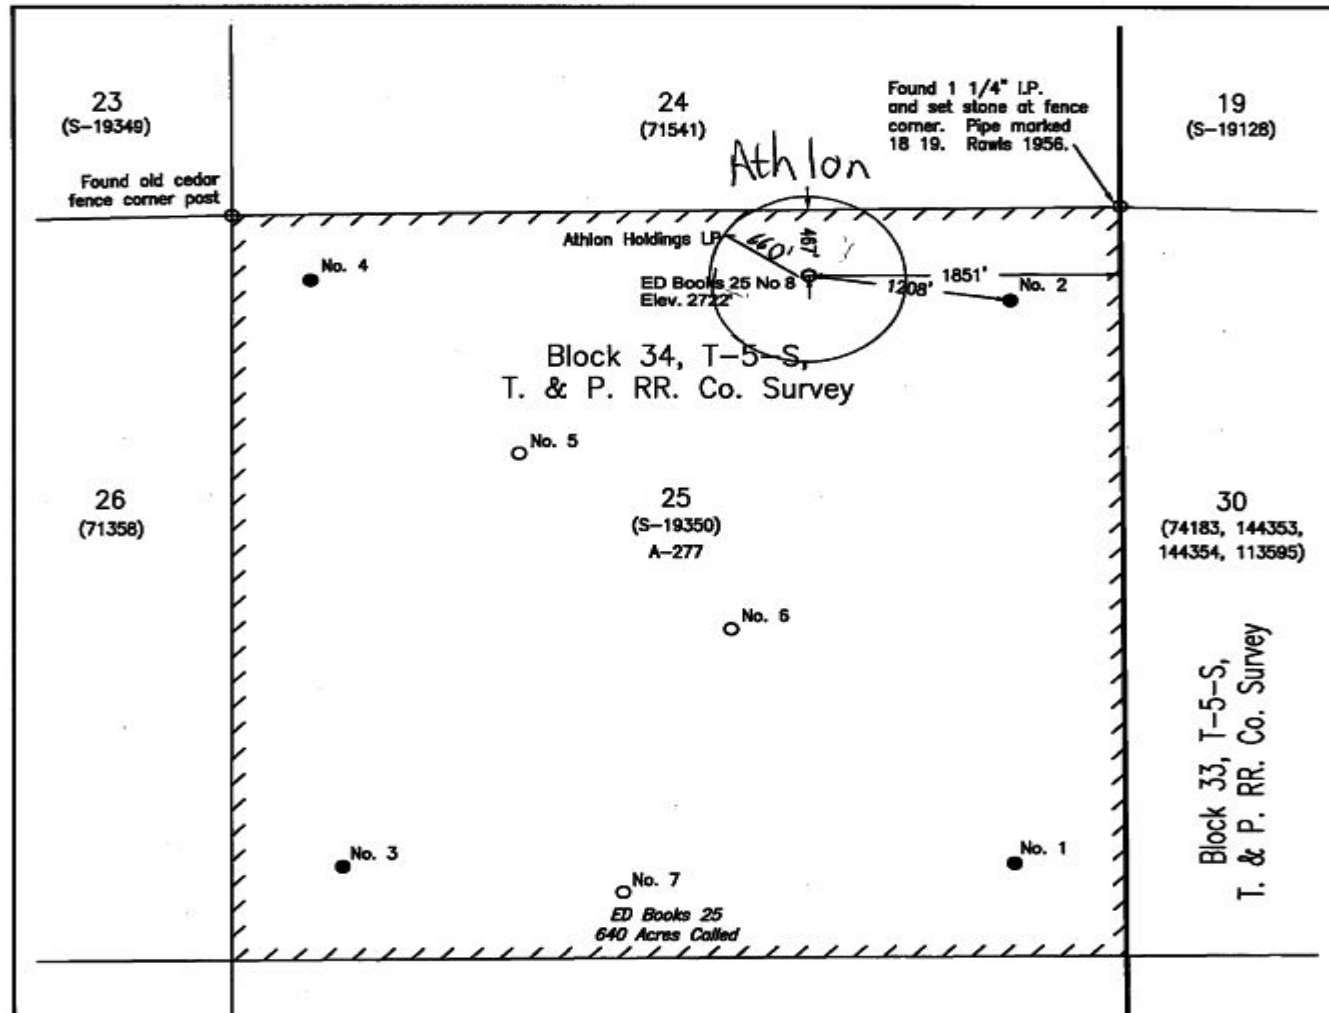 23
(S-19349)
24
(71541)
Found 1 1/4" I.P.
and set stone at fence
corner. Pipe marked
18 19. Rawls 1956.
19
(S-19128)
Athlon
Found old cedar
fence corner post
Athlon Holdings LP
660'
467'
No. 4
ED Books 25 No 8
Elev. 2722'
1851'
1208'
No. 2
Block 34, T-5-S,
T. & P. RR. Co. Survey
No. 5
26
(71358)
25
(S-19350)
A-277
30
(74183, 144353,
144354, 113595)
No. 6
Block 33, T-5-S,
T. & P. RR. Co. Survey
No. 3
No. 1
No. 7
ED Books 25
640 Acres Called